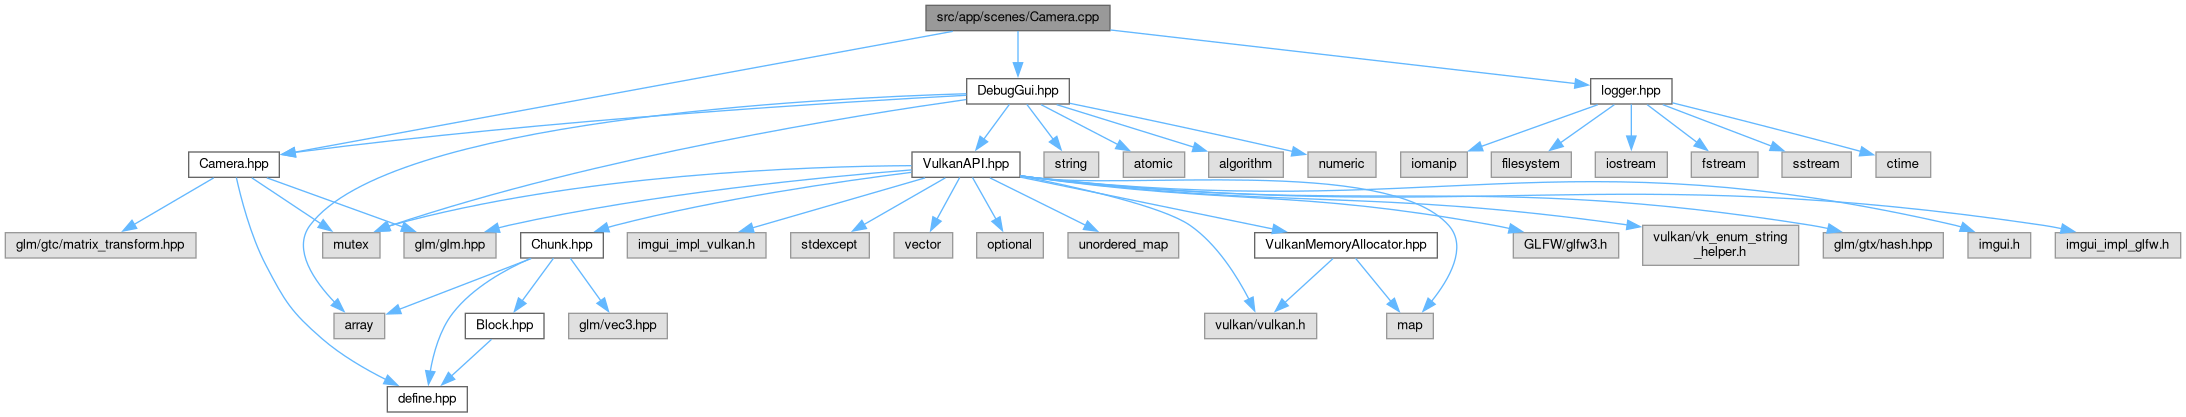 src/app/scenes/Camera.cpp
DebugGui.hpp
logger.hpp
Camera.hpp
VulkanAPI.hpp
string
atomic
algorithm
numeric
iomanip
filesystem
iostream
fstream
sstream
ctime
glm/gtc/matrix_transform.hpp
mutex
glm/glm.hpp
Chunk.hpp
imgui_impl_vulkan.h
stdexcept
vector
optional
unordered_map
VulkanMemoryAllocator.hpp
GLFW/glfw3.h
vulkan/vk_enum_string
_helper.h
glm/gtx/hash.hpp
imgui.h
imgui_impl_glfw.h
array
Block.hpp
glm/vec3.hpp
vulkan/vulkan.h
map
define.hpp